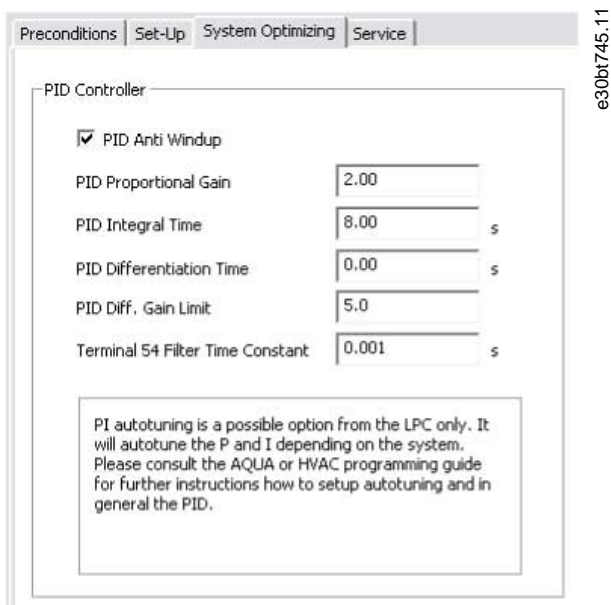 Preconditions Set-Up System Optimizing Service
e30bt745.11
PID Controller
PID Anti Windup
PID Proportional Gain 2.00
PID Integral Time 8.00 s
PID Differentiation Time 0.00 s
PID Diff. Gain Limit 5.0
Terminal 54 Filter Time Constant 0.001 s
PI autotuning is a possible option from the LPC only. It
will autotune the P and I depending on the system.
Please consult the AQUA or HVAC programming guide
for further instructions how to setup autotuning and in
general the PID.